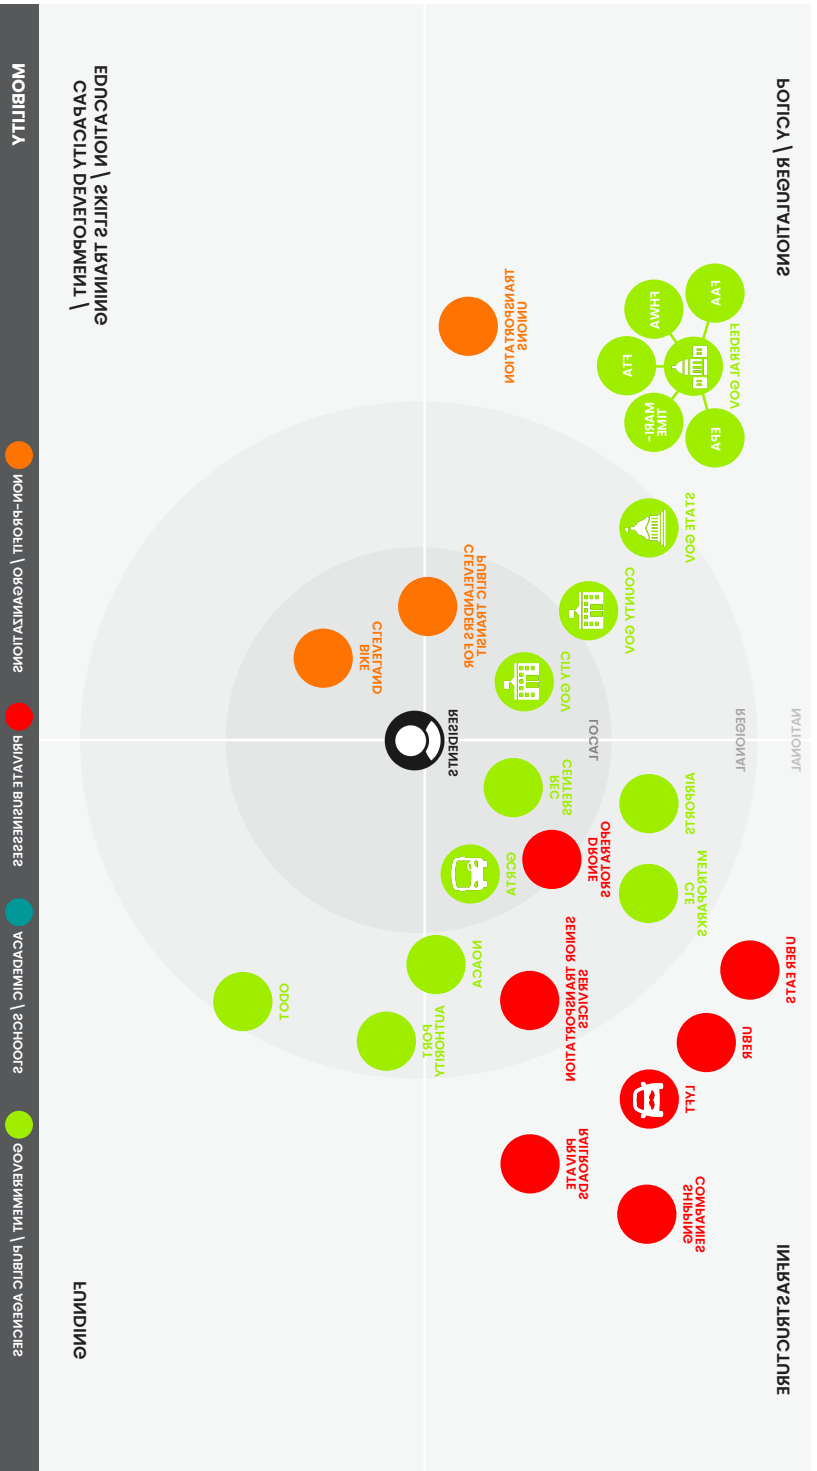 MOBILITY
NON-PROFIT / ORGANIZATIONS
PRIVATE BUSINESSES
ACADEMIC / SCHOOLS
GOVERNMENT / PUBLIC AGENCIES
EDUCATION / SKILLS TRAINING
CAPACITY DEVELOPMENT /
FUNDING
POLICY / REGULATIONS
INFRASTRUCTURE
TRANSPORTATION
UNIONS
FAA
FHWA
FTA
MARI-
TIME
EPA
FEDERAL GOV
STATE GOV
COUNTY GOV
CITY GOV
CLEVELANDERS FOR
PUBLIC TRANSIT
CLEVELAND
BIKE
RESIDENTS
LOCAL
REGIONAL
NATIONAL
REC
CENTERS
AIRPORTS
DRONE
OPERATORS
CLE
METROPARKS
GCRTA
NOACA
SENIOR TRANSPORTATION
SERVICES
UBER EATS
UBER
LYFT
ODOT
PORT
AUTHORITY
PRIVATE
RAILROADS
SHIPPING
COMPANIES